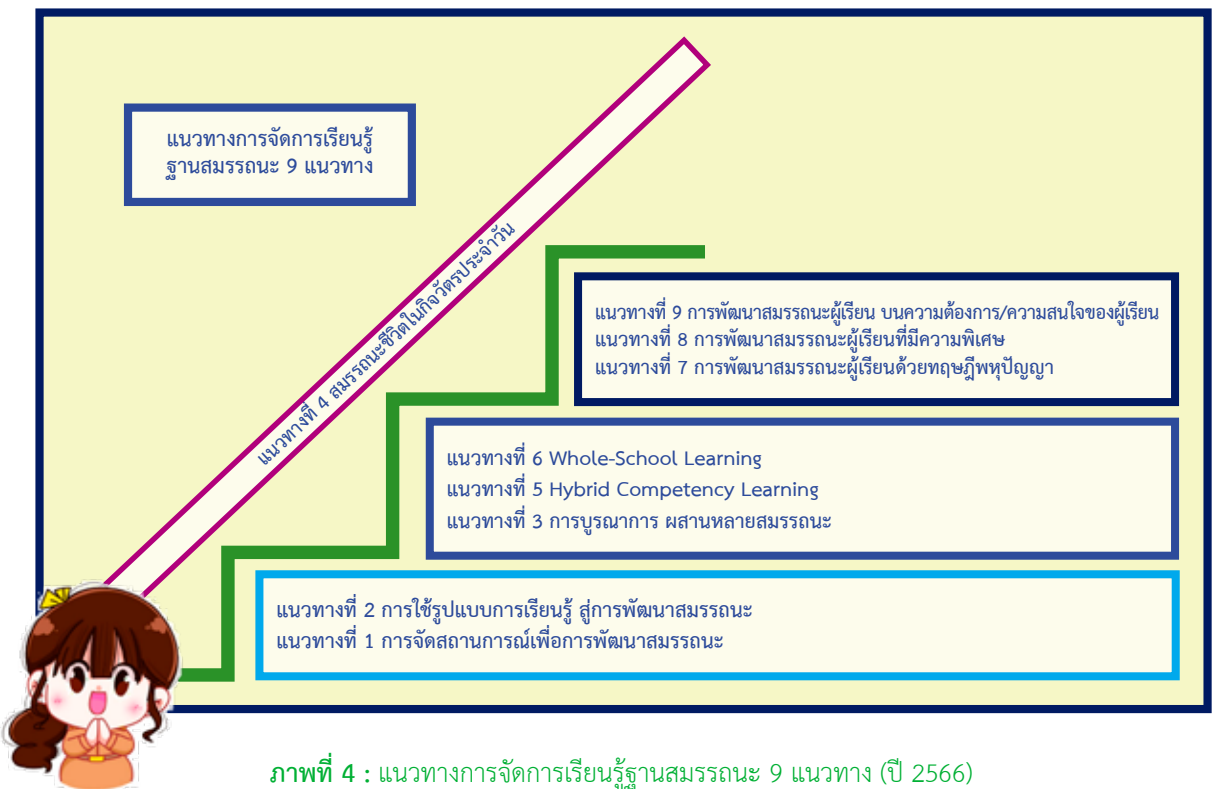 แนวทางการจัดการเรียนรู้
ฐานสมรรถนะ 9 แนวทาง
แนวทางที่ 4 สมรรถนะชีวิตในกิจวัตรประจำวัน
แนวทางที่ 9 การพัฒนาสมรรถนะผู้เรียน บนความต้องการ/ความสนใจของผู้เรียน
แนวทางที่ 8 การพัฒนาสมรรถนะผู้เรียนที่มีความพิเศษ
แนวทางที่ 7 การพัฒนาสมรรถนะผู้เรียนด้วยทฤษฎีพหุปัญญา
แนวทางที่ 6 Whole-School Learning
แนวทางที่ 5 Hybrid Competency Learning
แนวทางที่ 3 การบูรณาการ ผสานหลายสมรรถนะ
แนวทางที่ 2 การใช้รูปแบบการเรียนรู้ สู่การพัฒนาสมรรถนะ
แนวทางที่ 1 การจัดสถานการณ์เพื่อการพัฒนาสมรรถนะ
ภาพที่ 4 : แนวทางการจัดการเรียนรู้ฐานสมรรถนะ 9 แนวทาง (ปี 2566)